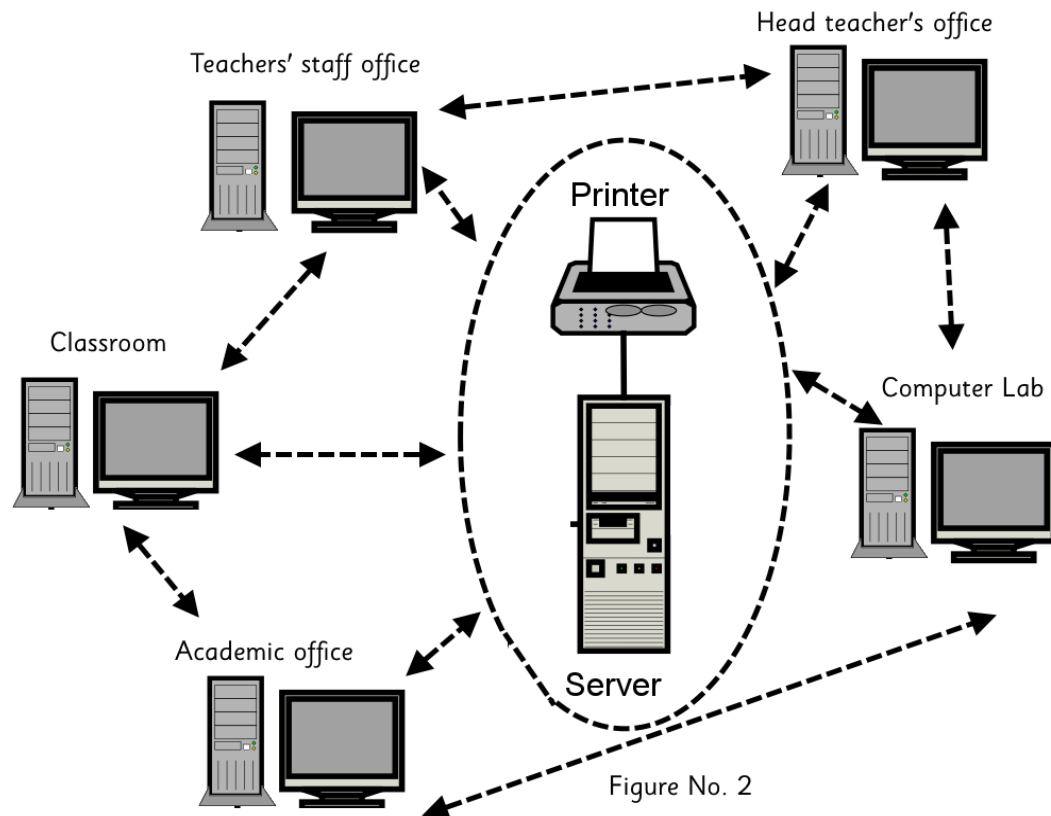 Head teacher's office
Teachers' staff office
Printer
Classroom
Computer Lab
Academic office
Server
Figure No. 2